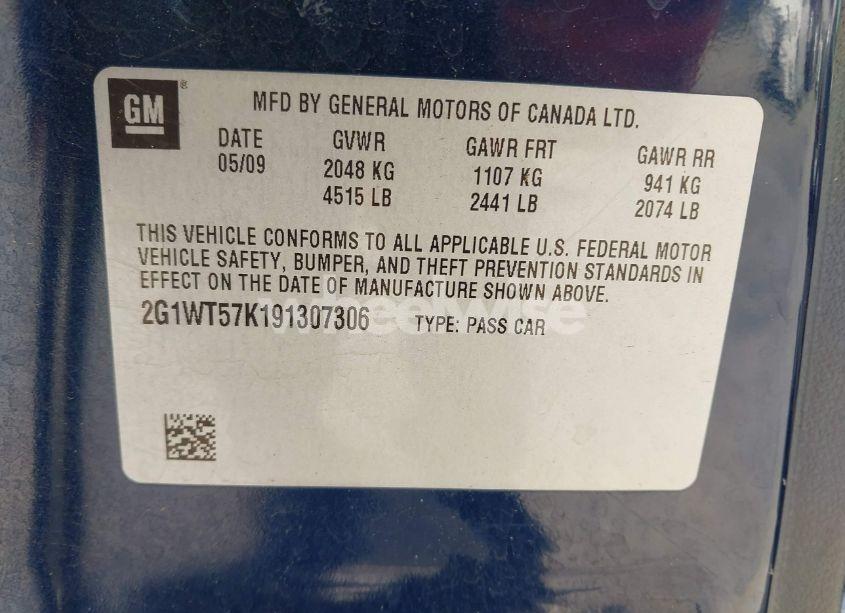 GM ®
MFD BY GENERAL MOTORS OF CANADA LTD.
DATE GVWR GAWR FRT GAWR RR
05/09 2048 KG 1107 KG 941 KG
4515 LB 2441 LB 2074 LB
THIS VEHICLE CONFORMS TO ALL APPLICABLE U.S. FEDERAL MOTOR
VEHICLE SAFETY, BUMPER, AND THEFT PREVENTION STANDARDS IN
EFFECT ON THE DATE OF MANUFACTURE SHOWN ABOVE.
2G1WT57K191307306 TYPE: PASS CAR
wheelwise